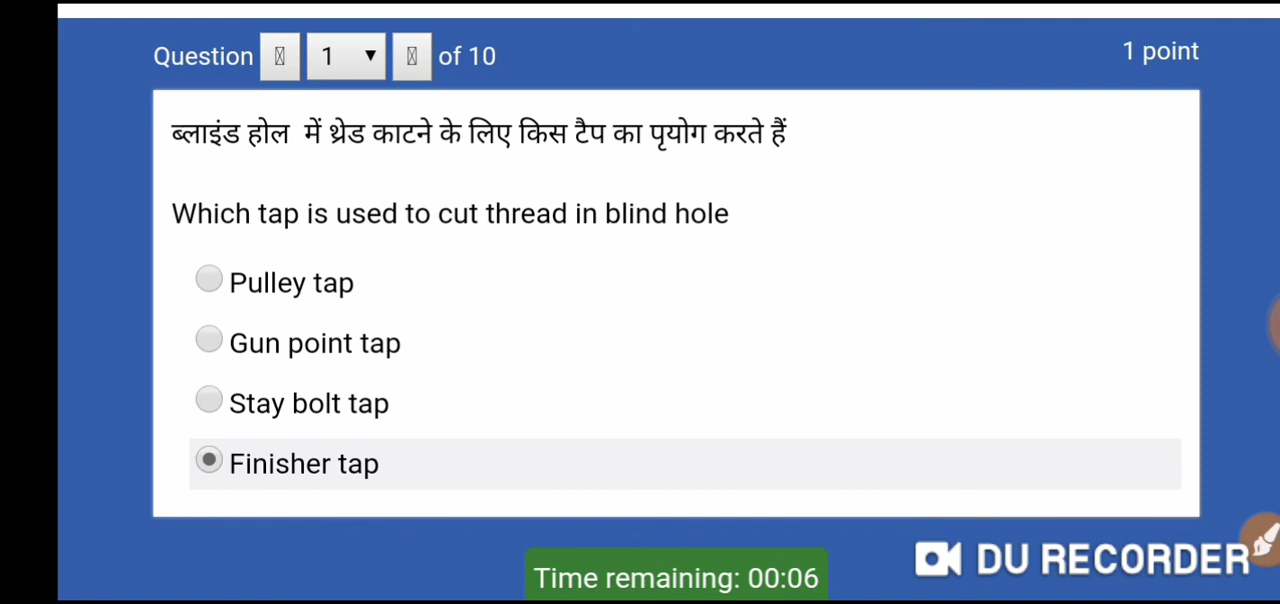 Question 1 of 10
1 point
ब्लाइंड होल में थ्रेड काटने के लिए किस टैप का पृयोग करते हैं
Which tap is used to cut thread in blind hole
Pulley tap
Gun point tap
Stay bolt tap
Finisher tap
Time remaining: 00:06
DU RECORDER